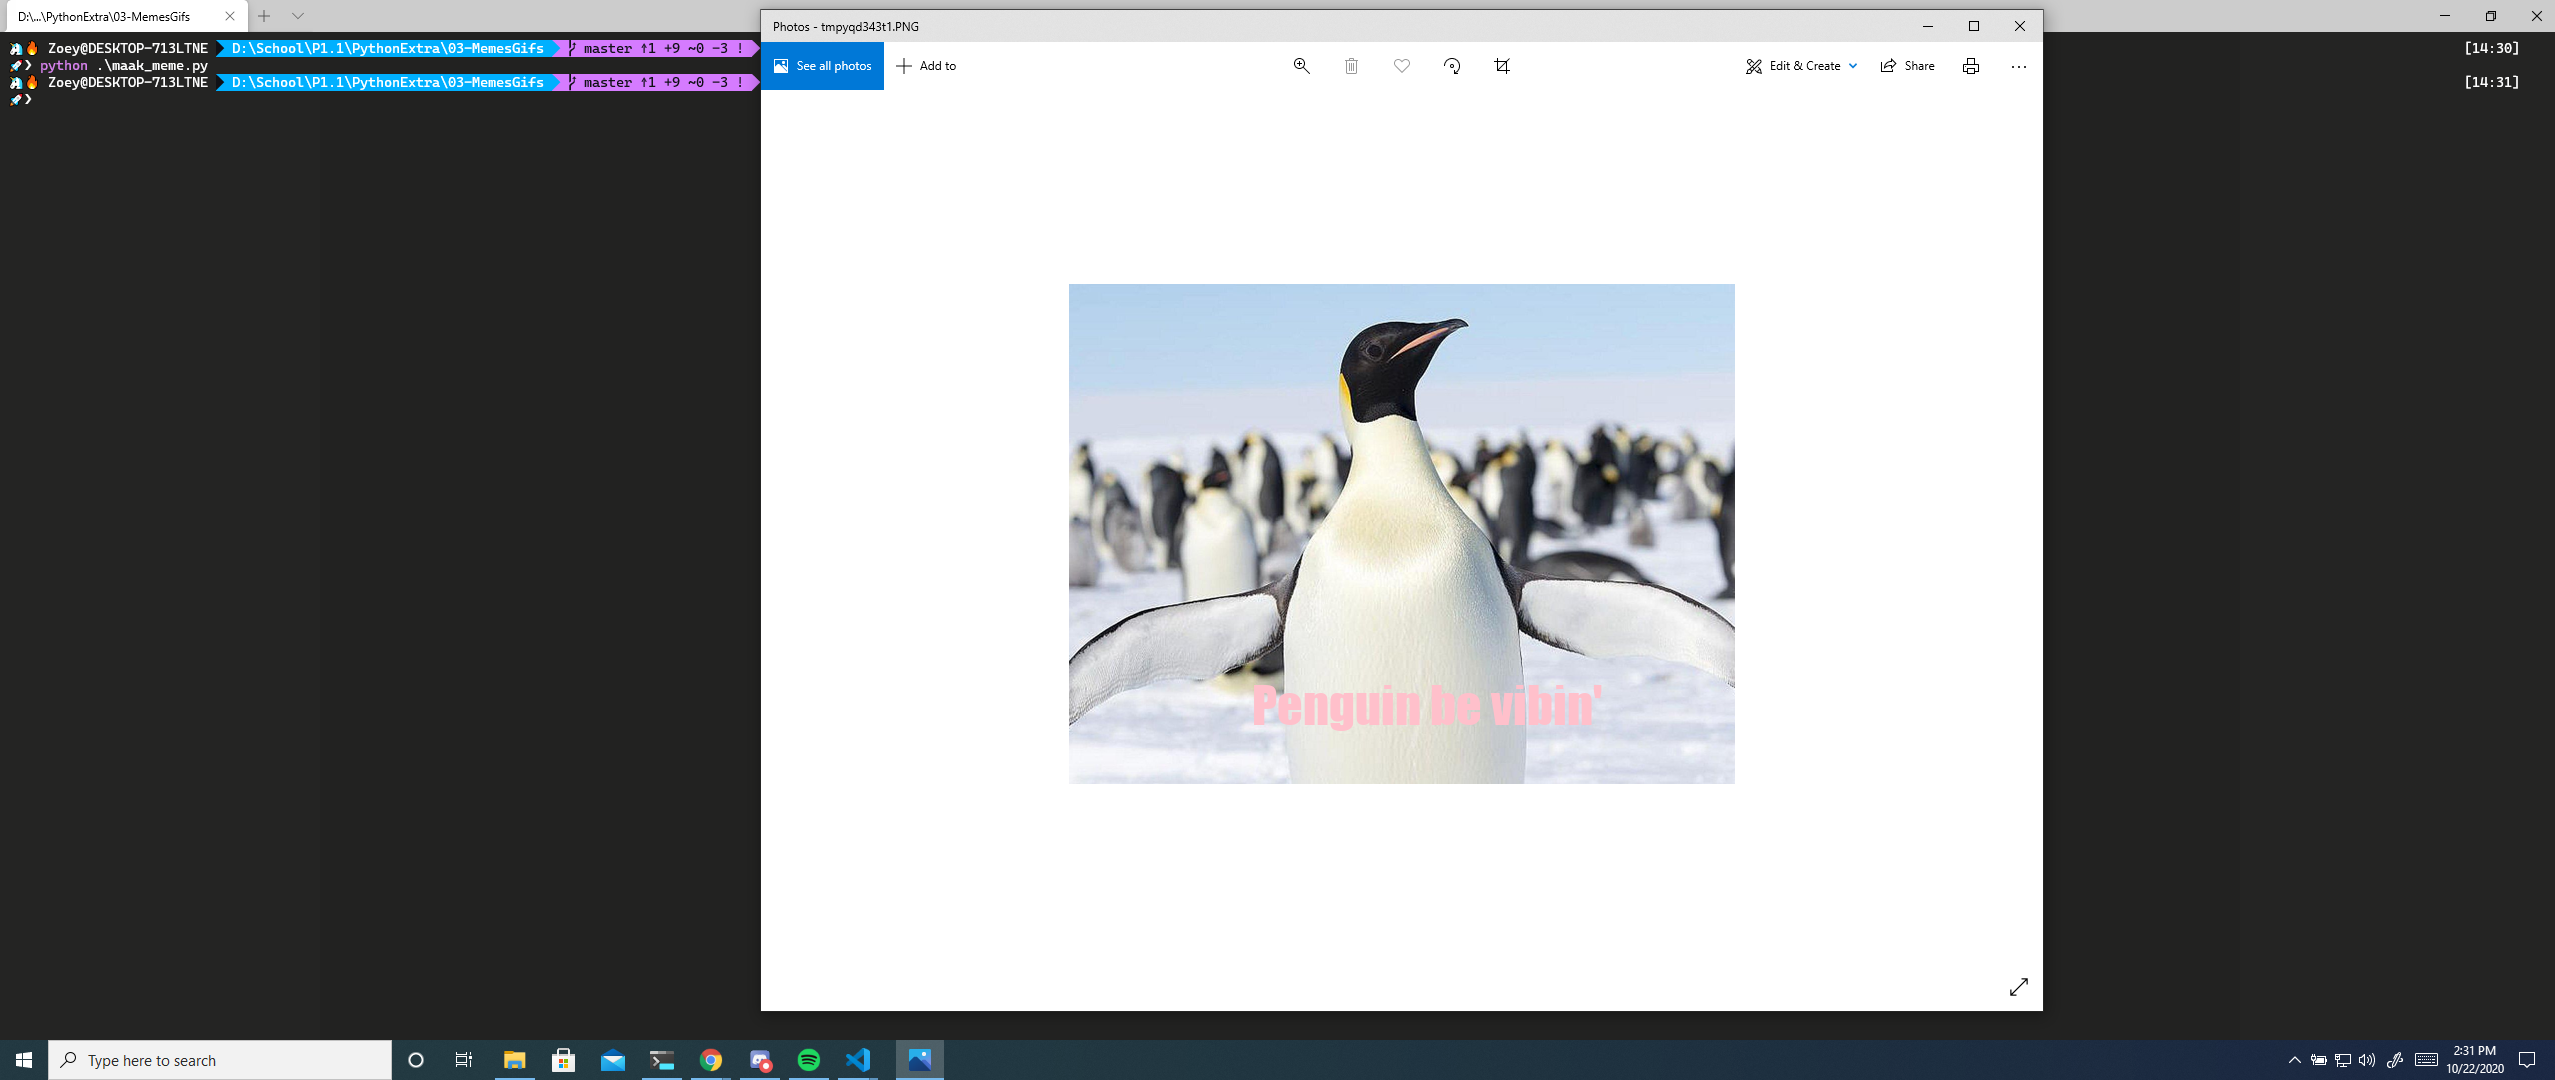 D:\...\PythonExtra\03-MemesGifs
Zoey@DESKTOP-713LTNE D:\School\P1.1\PythonExtra\03-MemesGifs master ↑1 +9 ~0 -3 ! [14:30]
❯ python .\maak_meme.py
Zoey@DESKTOP-713LTNE D:\School\P1.1\PythonExtra\03-MemesGifs master ↑1 +9 ~0 -3 ! [14:31]
❯
Photos - tmpyqd343t1.PNG
See all photos Add to Edit & Create Share
Penguin be vibin'
Type here to search
2:31 PM
10/22/2020